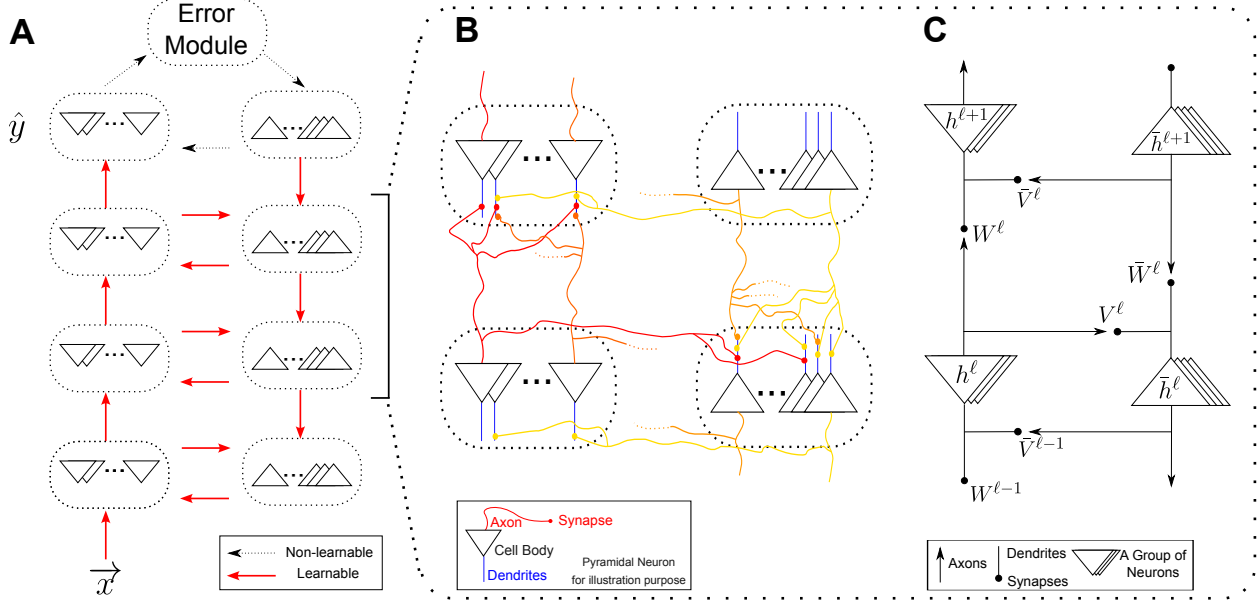 A
Error
Module
ŷ
x
Non-learnable
Learnable
B
Axon
Synapse
Cell Body
Dendrites
Pyramidal Neuron
for illustration purpose
C
h^{ℓ+1}
h̄^{ℓ+1}
V̄^ℓ
W^ℓ
W̄^ℓ
V^ℓ
h^ℓ
h̄^ℓ
V̄^{ℓ-1}
W^{ℓ-1}
Axons
Dendrites
Synapses
A Group of
Neurons